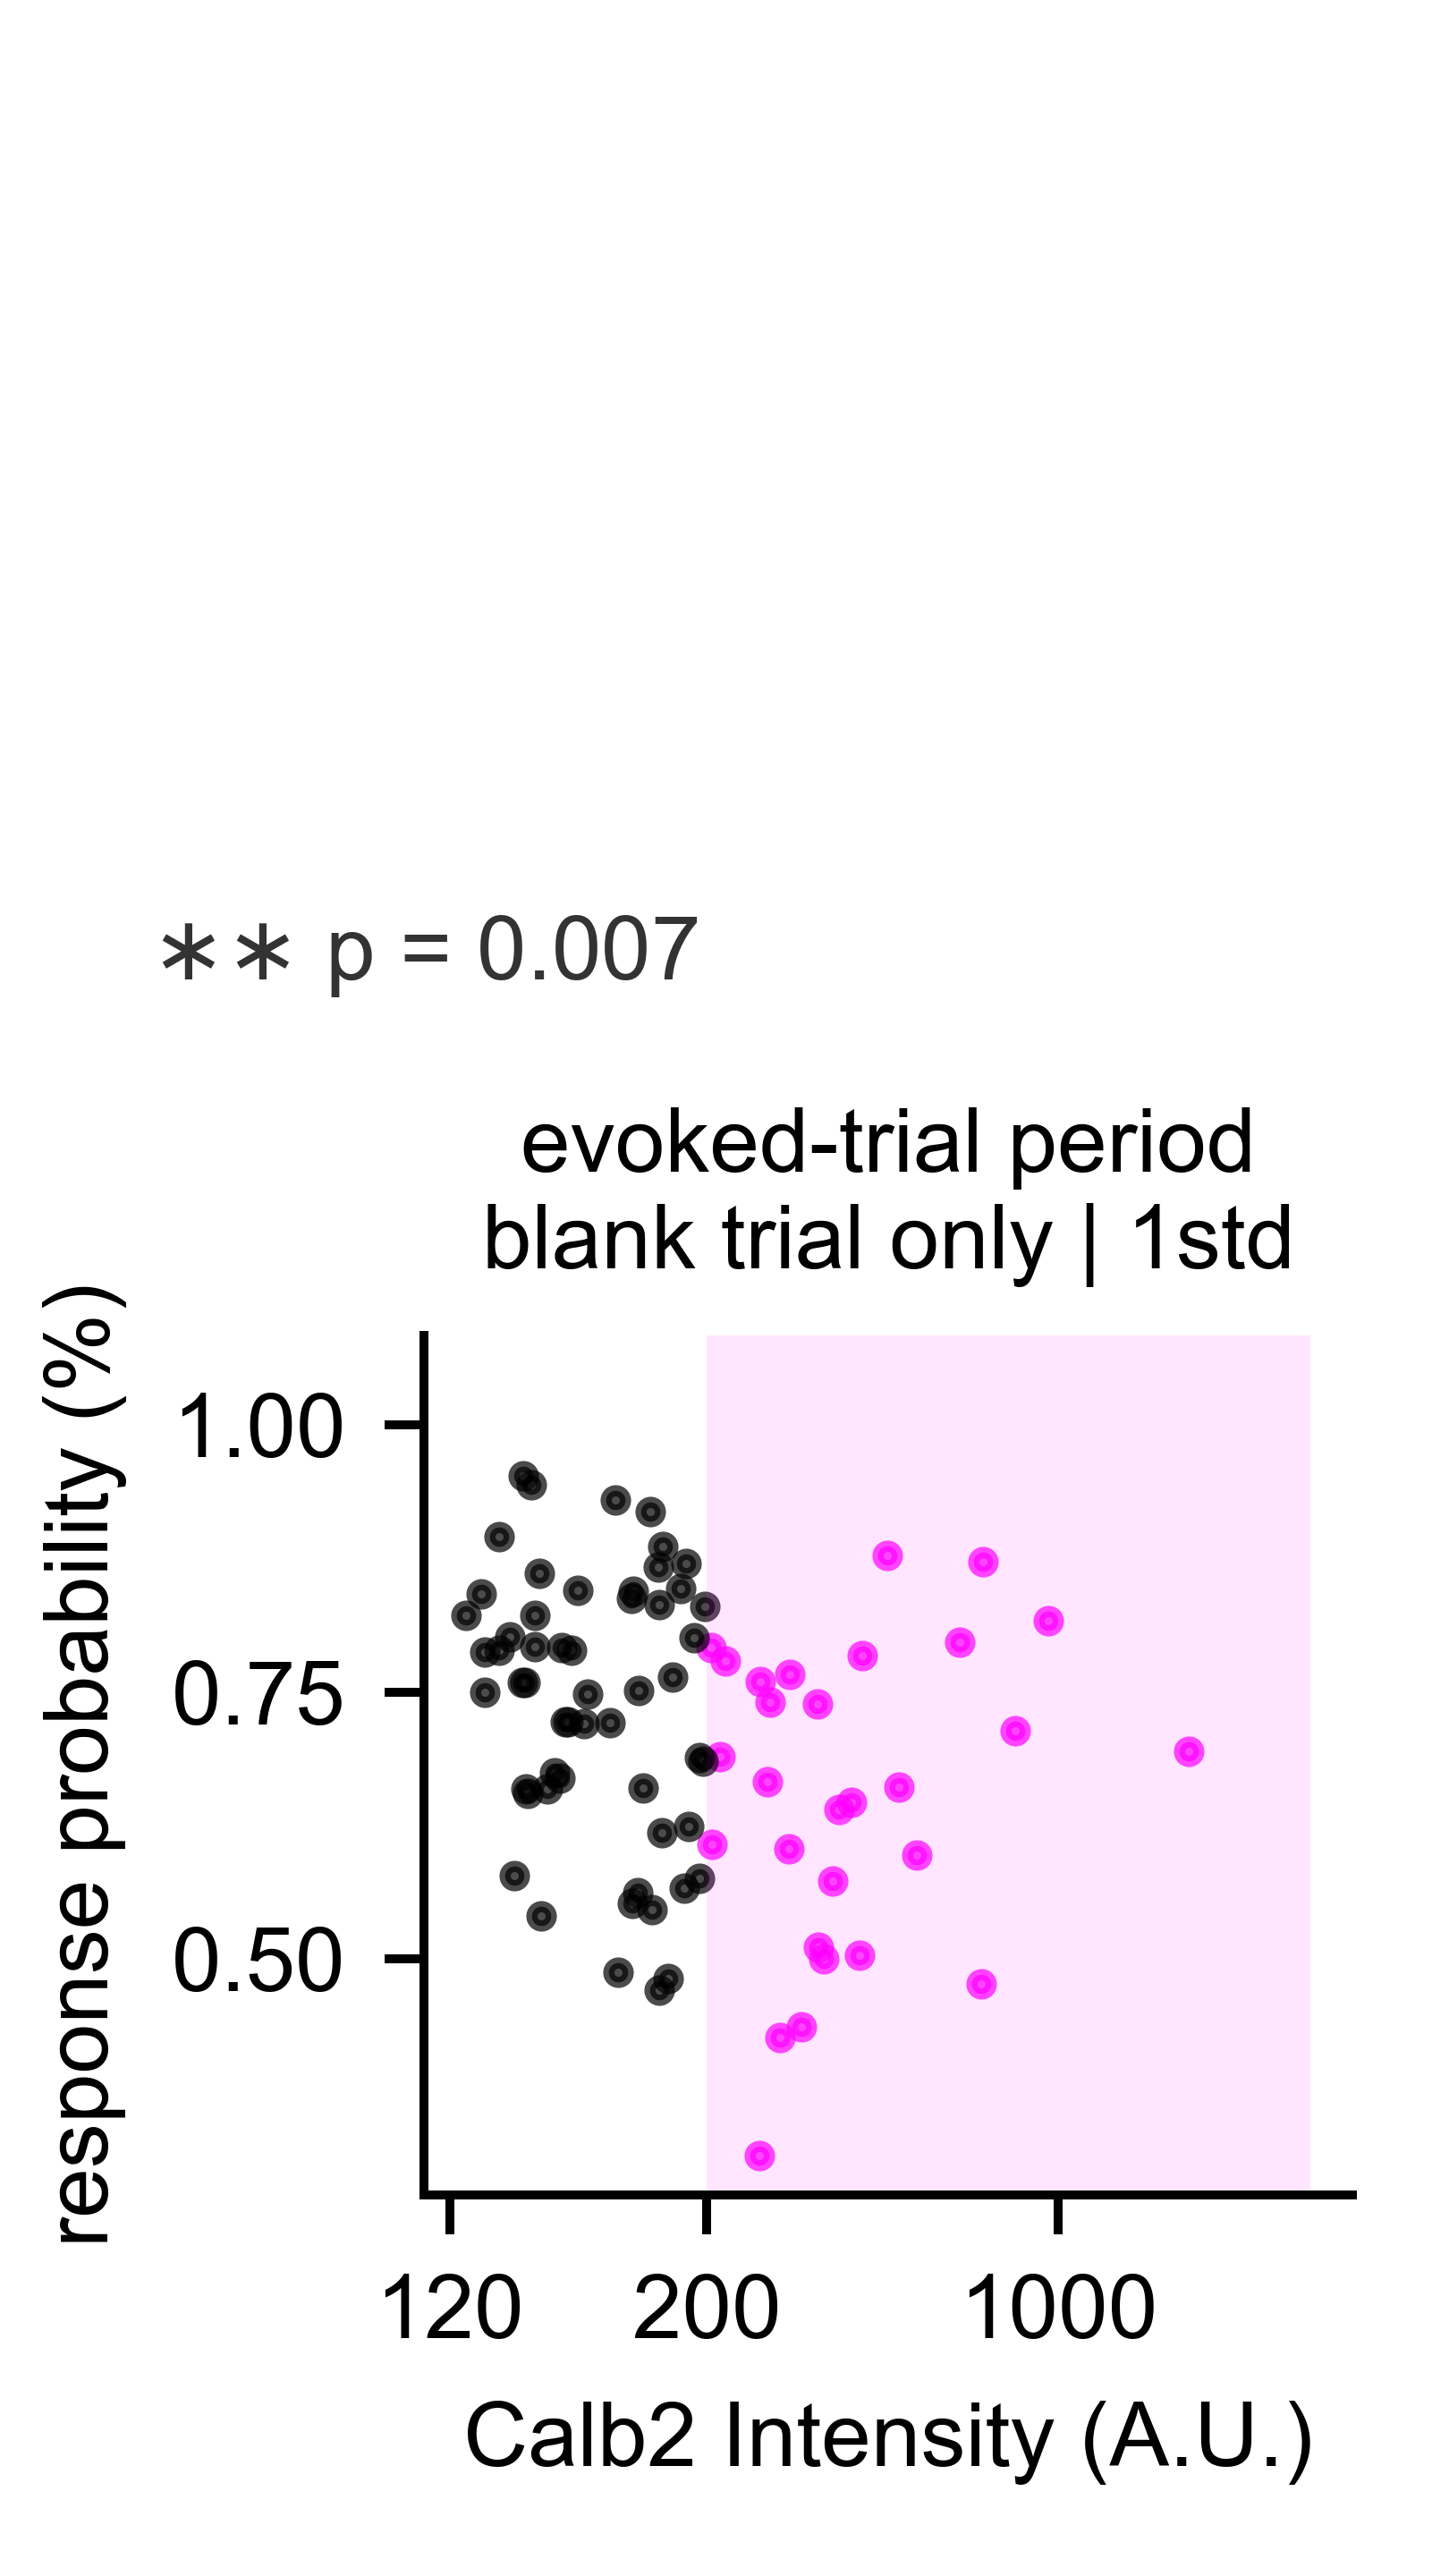 ∗∗ p = 0.007
evoked-trial period
blank trial only | 1std
response probability (%)
1.00
0.75
0.50
120 200 1000
Calb2 Intensity (A.U.)